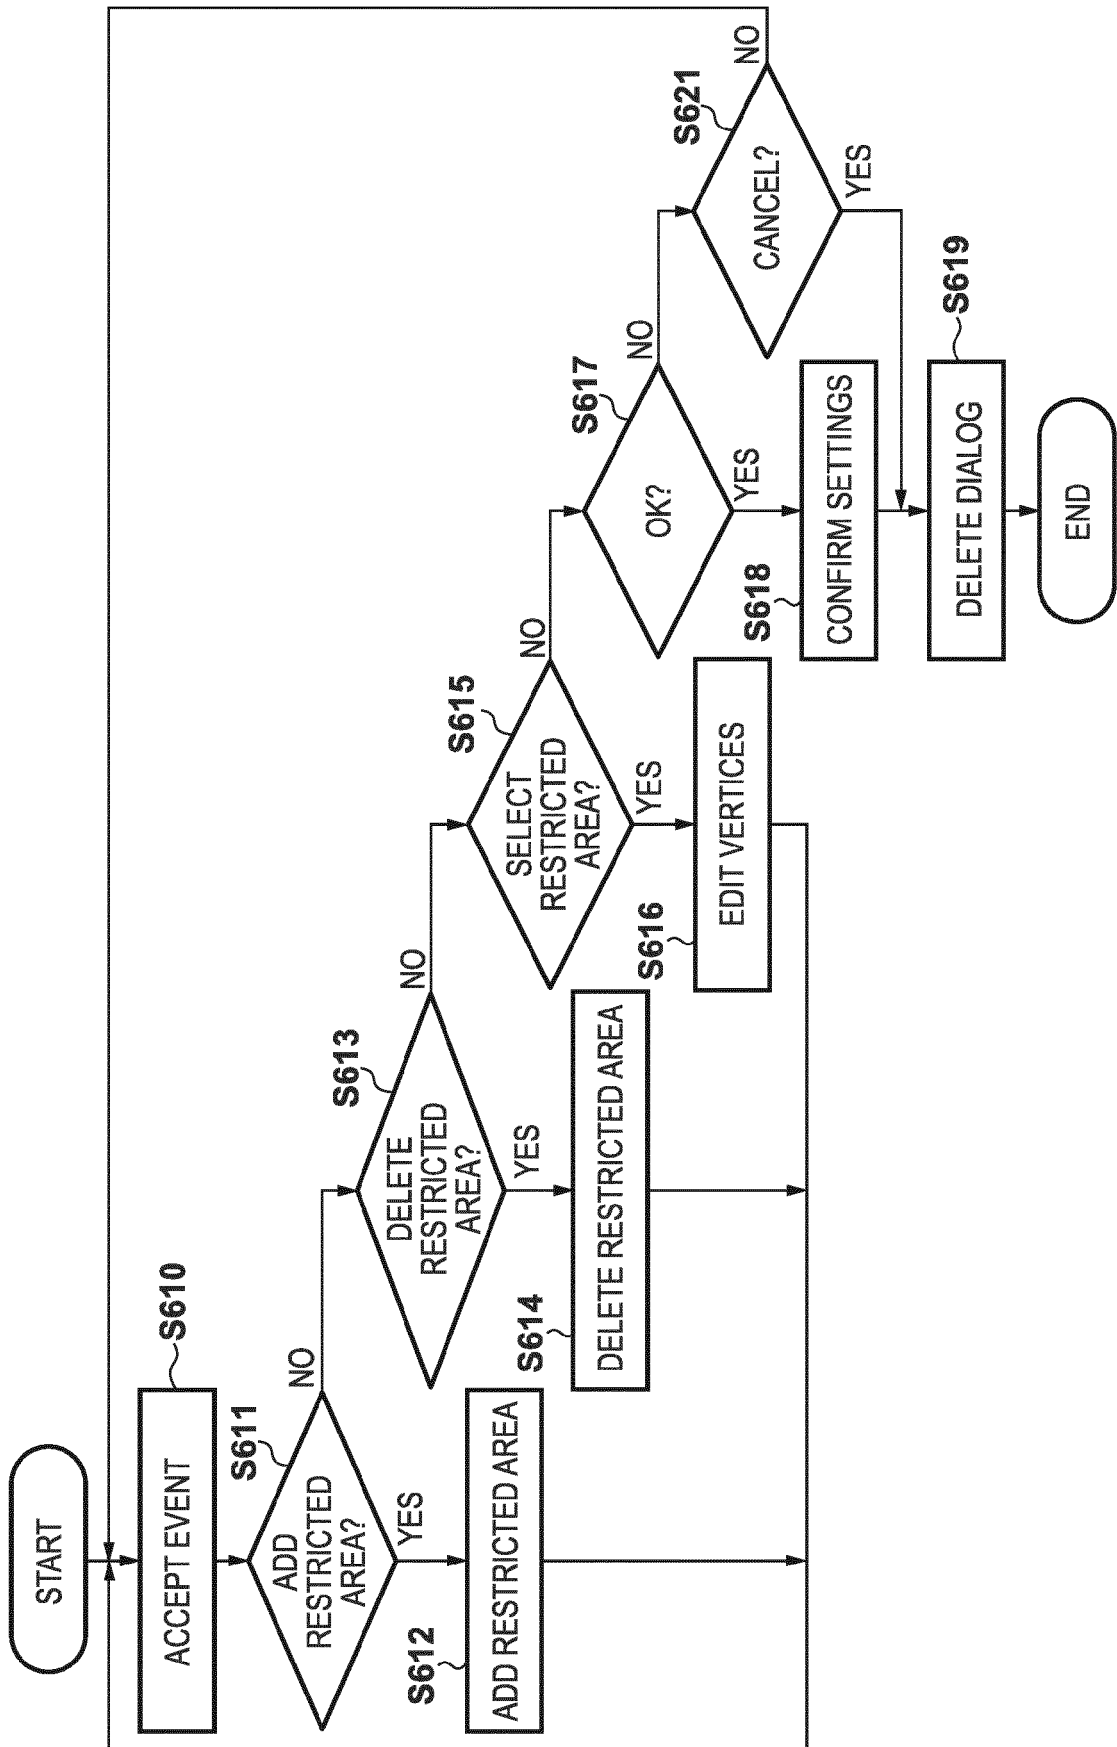 START
S610
ACCEPT EVENT
S611
ADD
RESTRICTED
AREA?
NO
YES
S612
ADD RESTRICTED AREA
S613
DELETE
RESTRICTED
AREA?
NO
YES
S614
DELETE RESTRICTED AREA
S615
SELECT
RESTRICTED
AREA?
NO
YES
S616
EDIT VERTICES
S617
OK?
NO
YES
S618
CONFIRM SETTINGS
S621
CANCEL?
NO
YES
S619
DELETE DIALOG
END